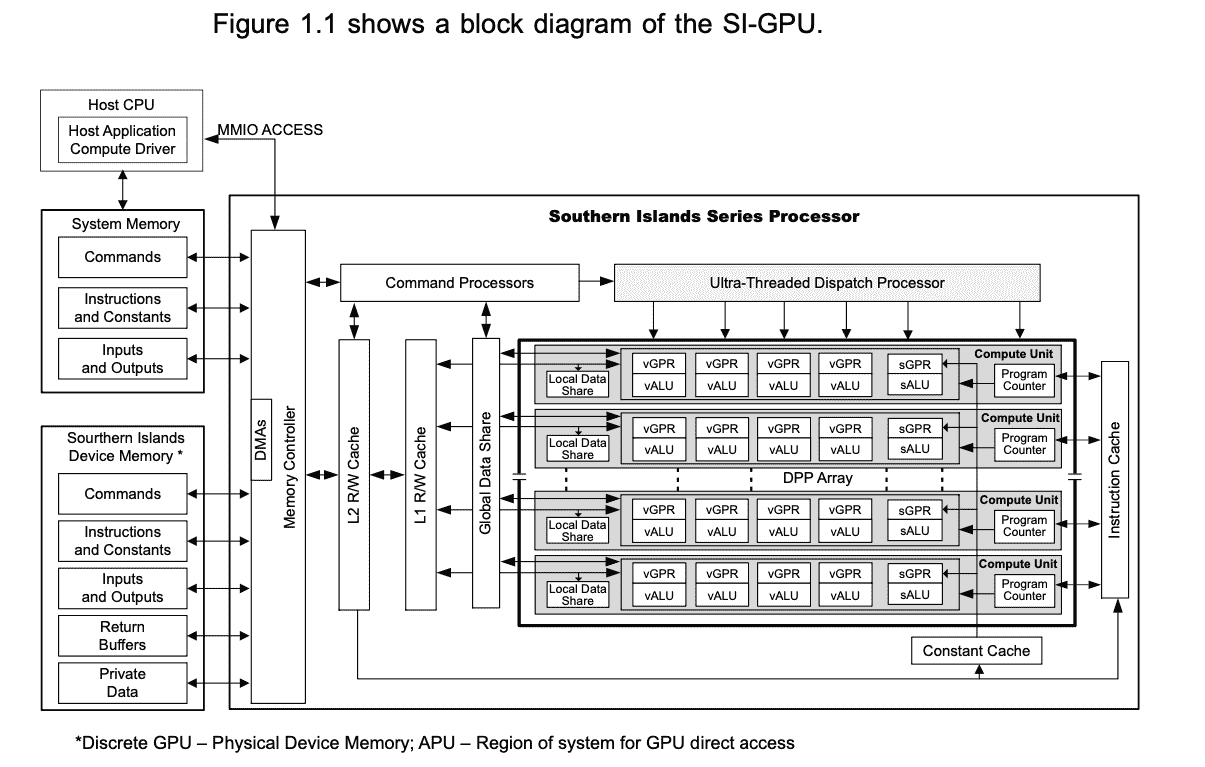 Figure 1.1 shows a block diagram of the SI-GPU.
Host CPU
Host Application
Compute Driver
MMIO ACCESS
System Memory
Commands
Instructions
and Constants
Inputs
and Outputs
Sourthern Islands
Device Memory *
Commands
Instructions
and Constants
Inputs
and Outputs
Return
Buffers
Private
Data
Southern Islands Series Processor
DMAs
Memory Controller
Command Processors
Ultra-Threaded Dispatch Processor
L2 R/W Cache
L1 R/W Cache
Global Data Share
Compute Unit
Local Data
Share
vGPR vGPR vGPR vGPR sGPR
vALU vALU vALU vALU sALU
Program
Counter
Compute Unit
Local Data
Share
vGPR vGPR vGPR vGPR sGPR
vALU vALU vALU vALU sALU
Program
Counter
DPP Array
Compute Unit
Local Data
Share
vGPR vGPR vGPR vGPR sGPR
vALU vALU vALU vALU sALU
Program
Counter
Compute Unit
Local Data
Share
vGPR vGPR vGPR vGPR sGPR
vALU vALU vALU vALU sALU
Program
Counter
Instruction Cache
Constant Cache
*Discrete GPU – Physical Device Memory; APU – Region of system for GPU direct access